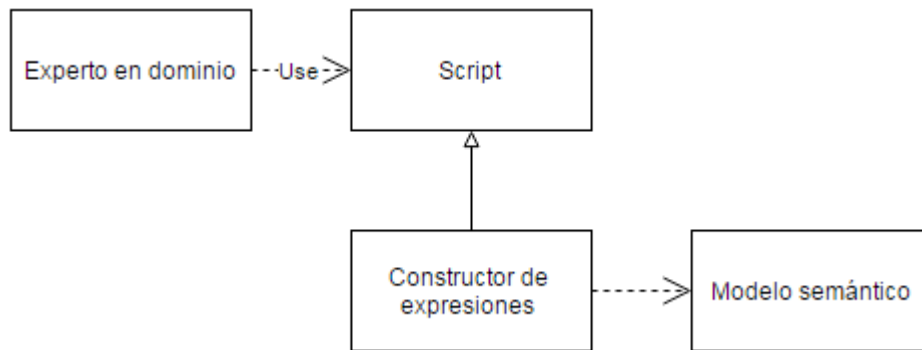 Experto en dominio
Use
Script
Constructor de
expresiones
Modelo semántico